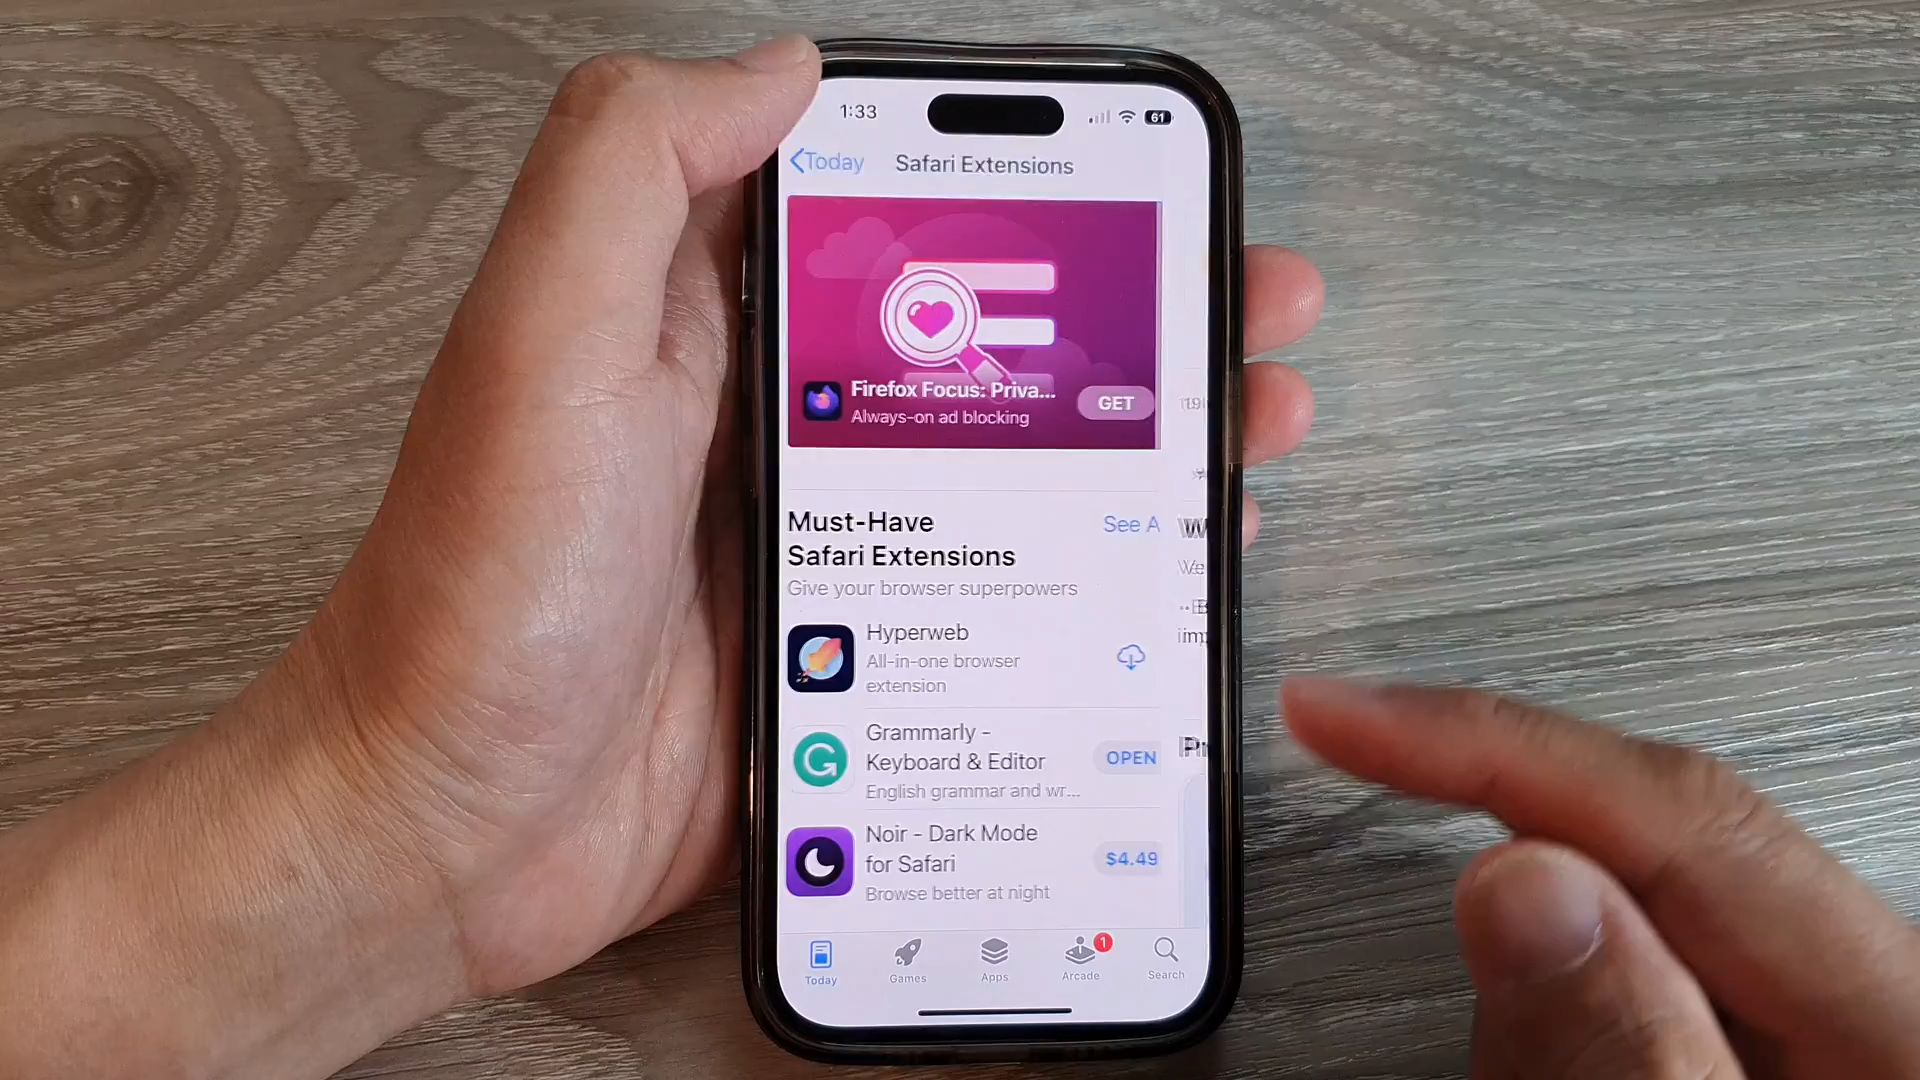 1:33
61
Today
Safari Extensions
Firefox Focus: Priva...
Always-on ad blocking
GET
Must-Have
See A
Safari Extensions
Give your browser superpowers
Hyperweb
All-in-one browser
extension
Grammarly -
Keyboard & Editor
English grammar and wr...
OPEN
Noir - Dark Mode
for Safari
Browse better at night
$4.49
Today
Games
Apps
1
Arcade
Search